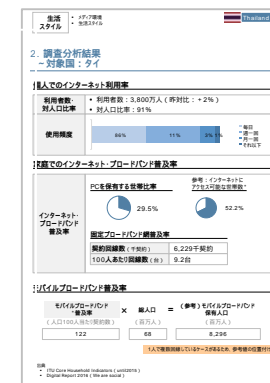 生活
スタイル
• メディア環境
• 生活スタイル
Thailand
2. 調査分析結果
~対象国:タイ
個人でのインターネット利用率
利用者数・
対人口比率
• 利用者数:3,800万人(昨対比:+2%)
• 対人口比率:91%
使用頻度
86%
11%
3%
1%
毎日
週一回
月一回
それ以下
家庭でのインターネット・ブロードバンド普及率
インターネット・
ブロードバンド
普及率
PCを保有する世帯比率
29.5%
参考:インターネットに
アクセス可能な世帯数*
52.2%
固定ブロードバンド網普及率
契約回線数(千契約)
6,229千契約
100人あたり回線数(台)
9.2台
モバイルブロードバンド普及率
モバイルブロードバンド
*普及率
(人口100人当たり契約数)
122
×
総人口
(百万人)
68
=
(参考)モバイルブロードバンド
保有人口
(百万人)
8,296
1人で複数回線しているケースがあるため、参考値の位置付け
出典
• ITU Core Household Indicators ( until2015 )
• Digital Report 2016 ( We are social )